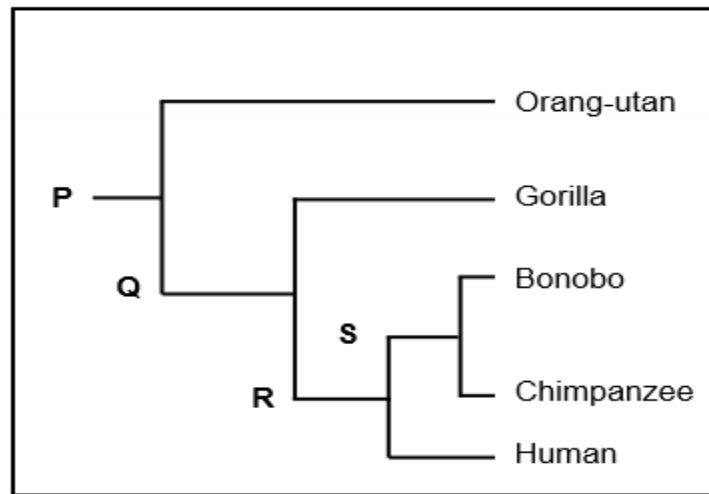 Orang-utan
P
Gorilla
Q
Bonobo
S
R
Chimpanzee
Human